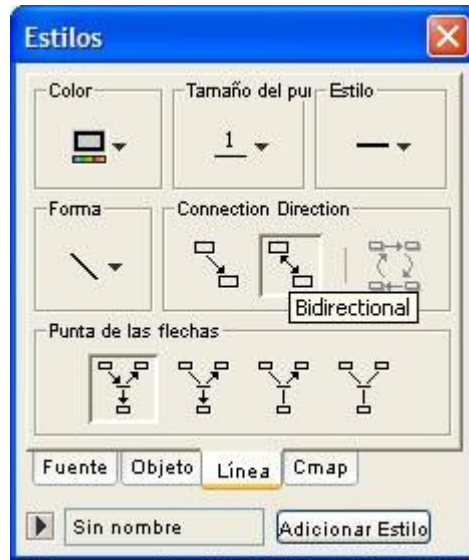 Estilos
Color
Tamaño del pu
Estilo
1
Forma
Connection Direction
Bidirectional
Punta de las flechas
Fuente
Objeto
Línea
Cmap
Sin nombre
Adicionar Estilo